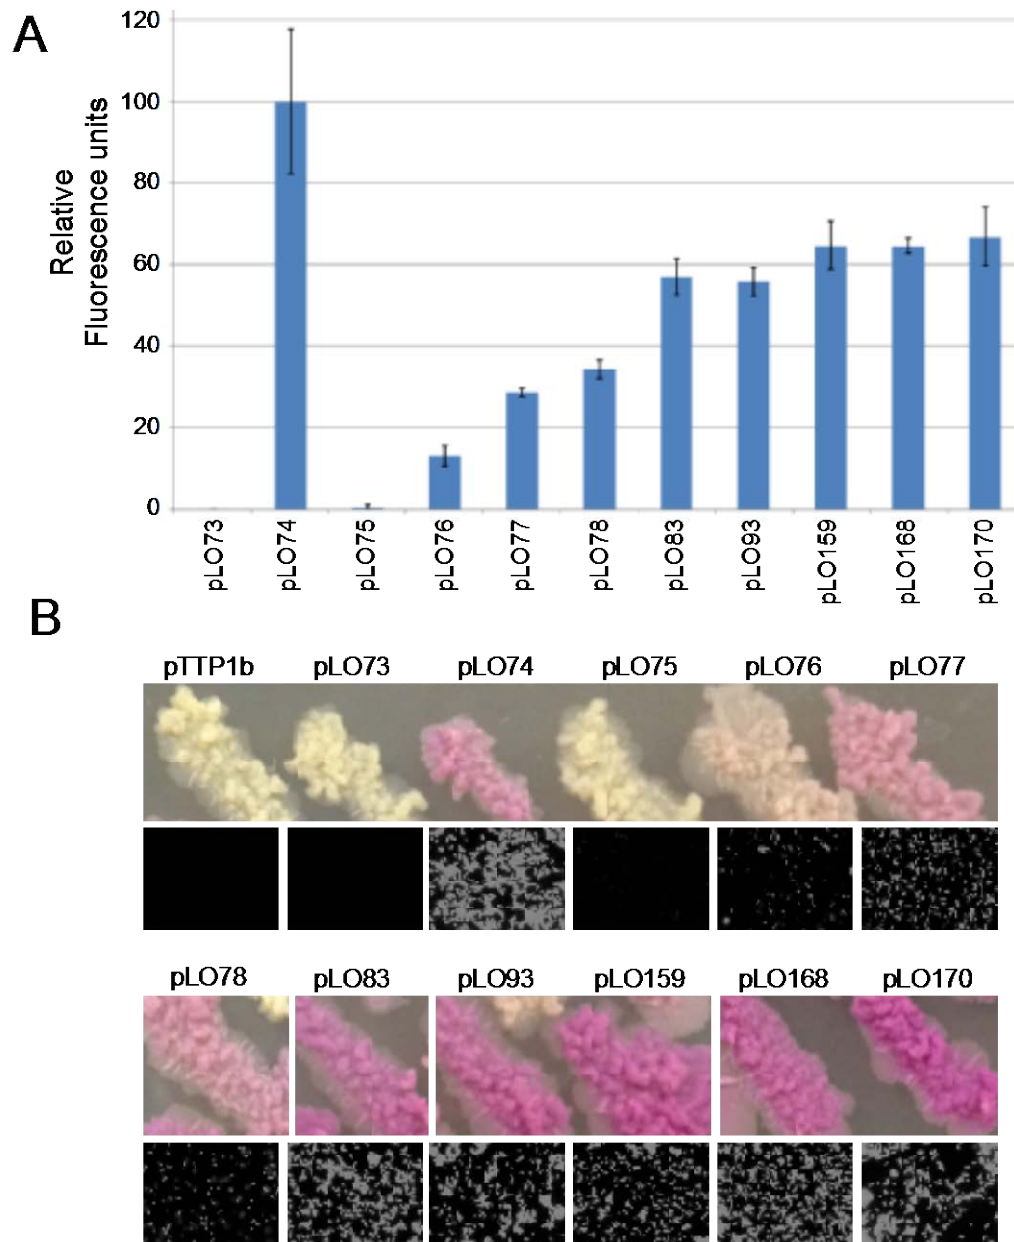 A
Relative
Fluorescence units
120
100
80
60
40
20
0
pLO73
pLO74
pLO75
pLO76
pLO77
pLO78
pLO83
pLO93
pLO159
pLO168
pLO170
B
pTTP1b pLO73 pLO74 pLO75 pLO76 pLO77
pLO78 pLO83 pLO93 pLO159 pLO168 pLO170